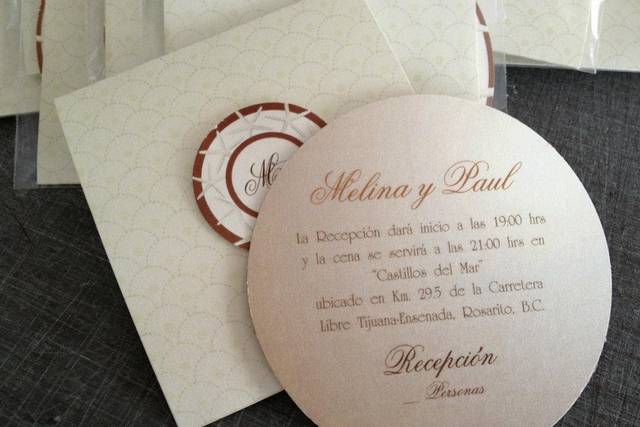 M
Melina y Paul
La Recepción dará inicio a las 19:00 hrs
y la cena se servirá a las 21:00 hrs en
"Castillos del Mar"
ubicado en Km. 29.5 de la Carretera
Libre Tijuana-Ensenada, Rosarito, B.C.
Recepción
__ Personas